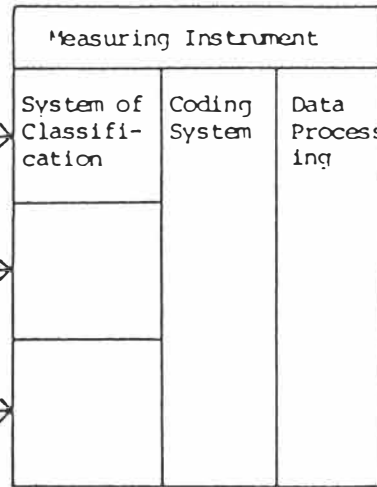 Measuring Instrument
System of
Classifi-
cation
Coding
System
Data
Process
ing